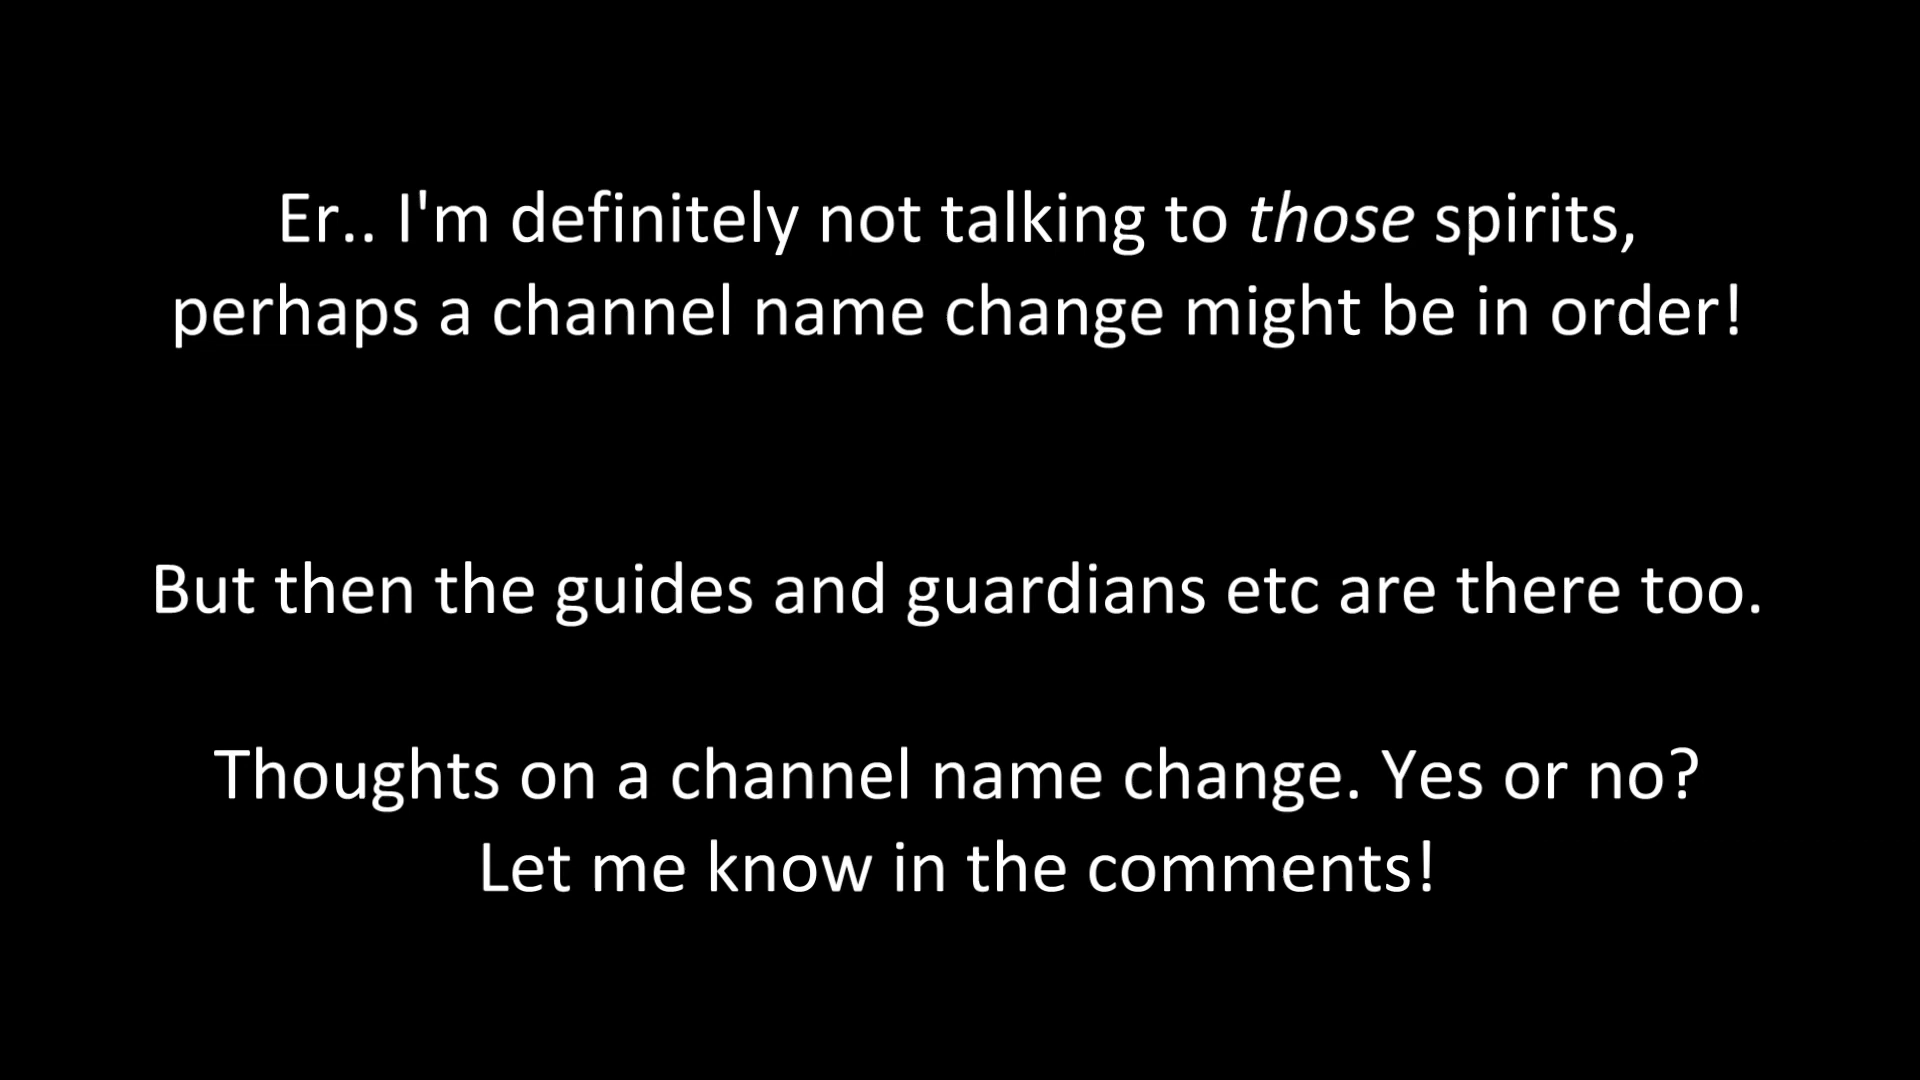 Er.. I'm definitely not talking to those spirits,
perhaps a channel name change might be in order!
But then the guides and guardians etc are there too.
Thoughts on a channel name change. Yes or no?
Let me know in the comments!